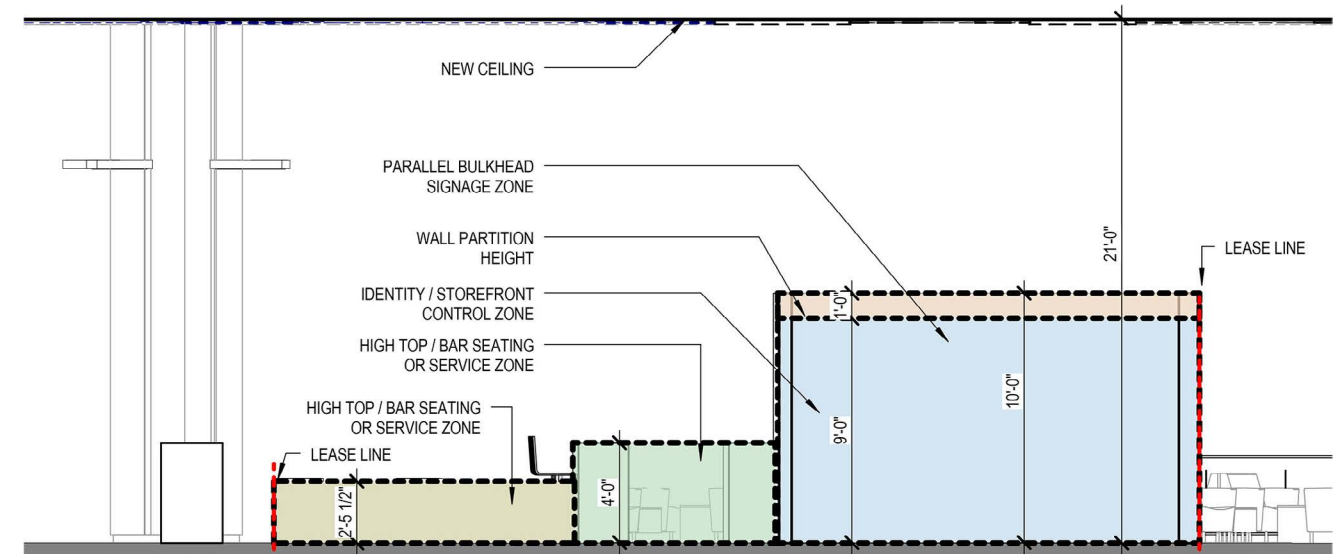 NEW CEILING
PARALLEL BULKHEAD
SIGNAGE ZONE
WALL PARTITION
HEIGHT
21'-0"
LEASE LINE
IDENTITY / STOREFRONT
CONTROL ZONE
1'-0"
HIGH TOP / BAR SEATING
OR SERVICE ZONE
10'-0"
9'-0"
HIGH TOP / BAR SEATING
OR SERVICE ZONE
LEASE LINE
2'-5 1/2"
4'-0"